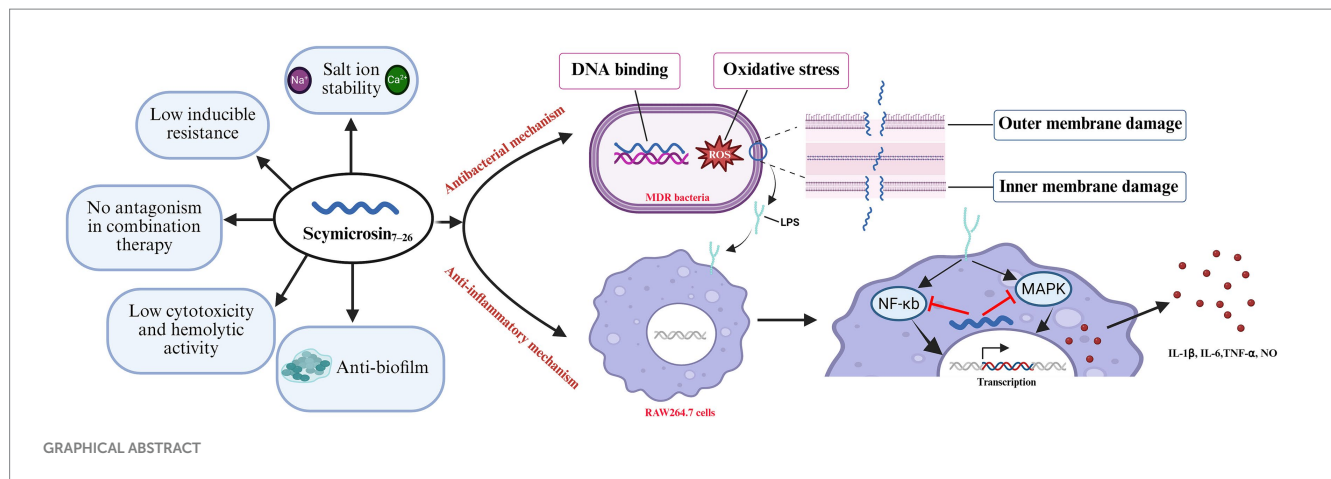 Na⁺
Salt ion
stability
Ca²⁺
Low inducible
resistance
No antagonism
in combination
therapy
Low cytotoxicity
and hemolytic
activity
Anti-biofilm
Scymicrosin₇₋₂₆
Antibacterial mechanism
Anti-inflammatory mechanism
DNA binding
Oxidative stress
ROS
MDR bacteria
Outer membrane damage
Inner membrane damage
LPS
RAW264.7 cells
NF-κb
MAPK
Transcription
IL-1β, IL-6,TNF-α, NO
GRAPHICAL ABSTRACT